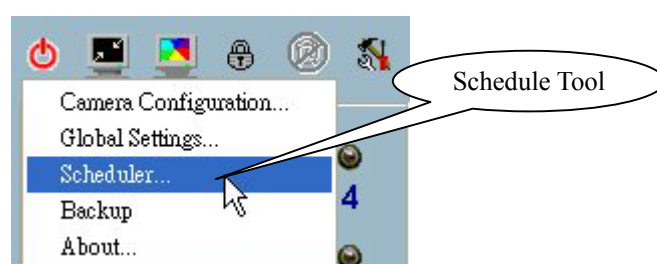 Schedule Tool
Camera Configuration...
Global Settings...
Scheduler...
4
Backup
About...